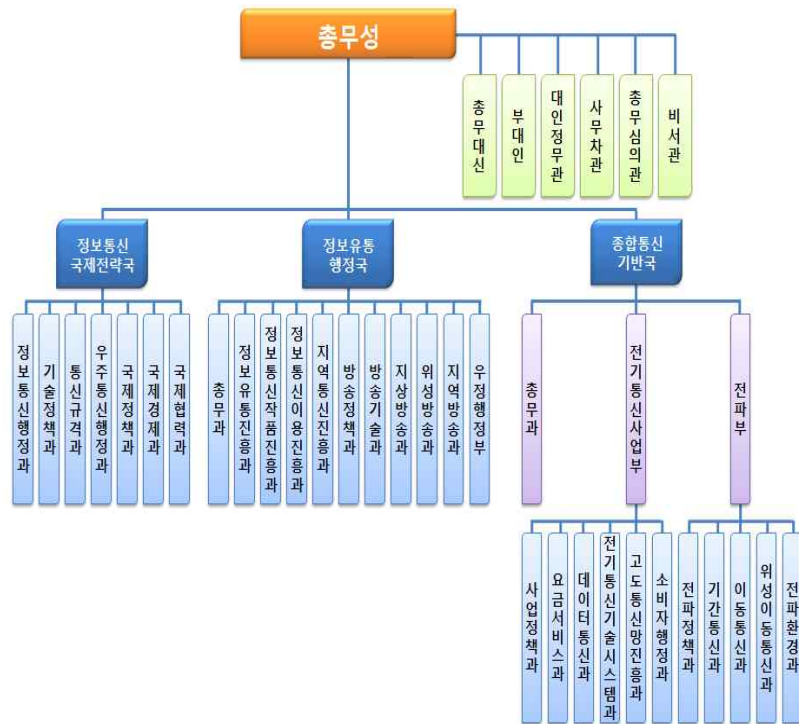 총무성
총무대신
부대인
대인정무관
사무차관
총무심의관
비서관
정보통신
국제전략국
정보유통
행정국
종합통신
기반국
정보통신행정과
기술정책과
통신규격과
우주통신행정과
국제정책과
국제경제과
국제협력과
총무과
정보유통진흥과
정보통신작품진흥과
정보통신이용진흥과
지역통신진흥과
방송정책과
방송기술과
지상방송과
위성방송과
지역방송과
우정행정부
총무과
전기통신사업부
전파부
사업정책과
요금서비스과
데이터통신과
전기통신기술시스템과
고도통신망진흥과
소비자행정과
전파정책과
기간통신과
이동통신과
위성이동통신과
전파환경과